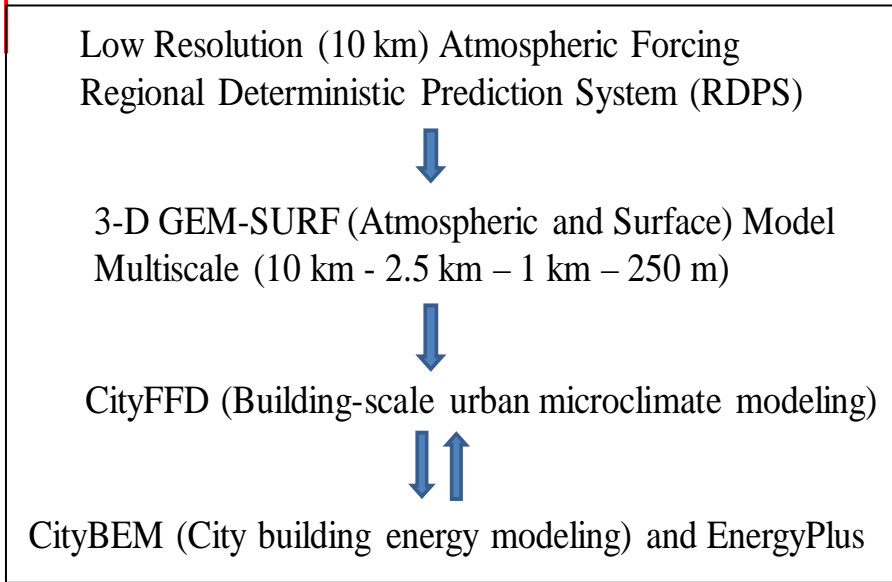 Low Resolution (10 km) Atmospheric Forcing
Regional Deterministic Prediction System (RDPS)
3-D GEM-SURF (Atmospheric and Surface) Model
Multiscale (10 km - 2.5 km – 1 km – 250 m)
CityFFD (Building-scale urban microclimate modeling)
CityBEM (City building energy modeling) and EnergyPlus